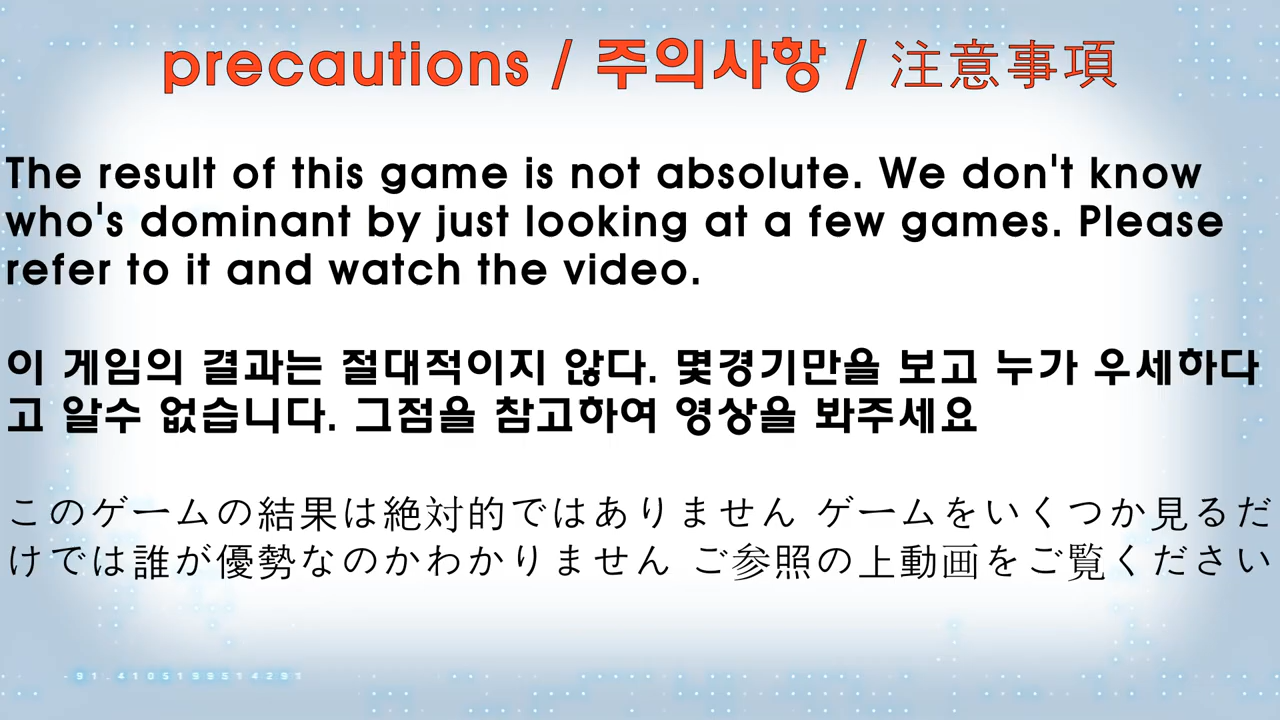 precautions / 주의사항 / 注意事項
The result of this game is not absolute. We don't know
who's dominant by just looking at a few games. Please
refer to it and watch the video.
이 게임의 결과는 절대적이지 않다. 몇경기만을 보고 누가 우세하다
고 알수 없습니다. 그점을 참고하여 영상을 봐주세요
このゲームの結果は絶対的ではありません ゲームをいくつか見るだ
けでは誰が優勢なのかわかりません ご参照の上動画をご覧ください
-91.4105199514291